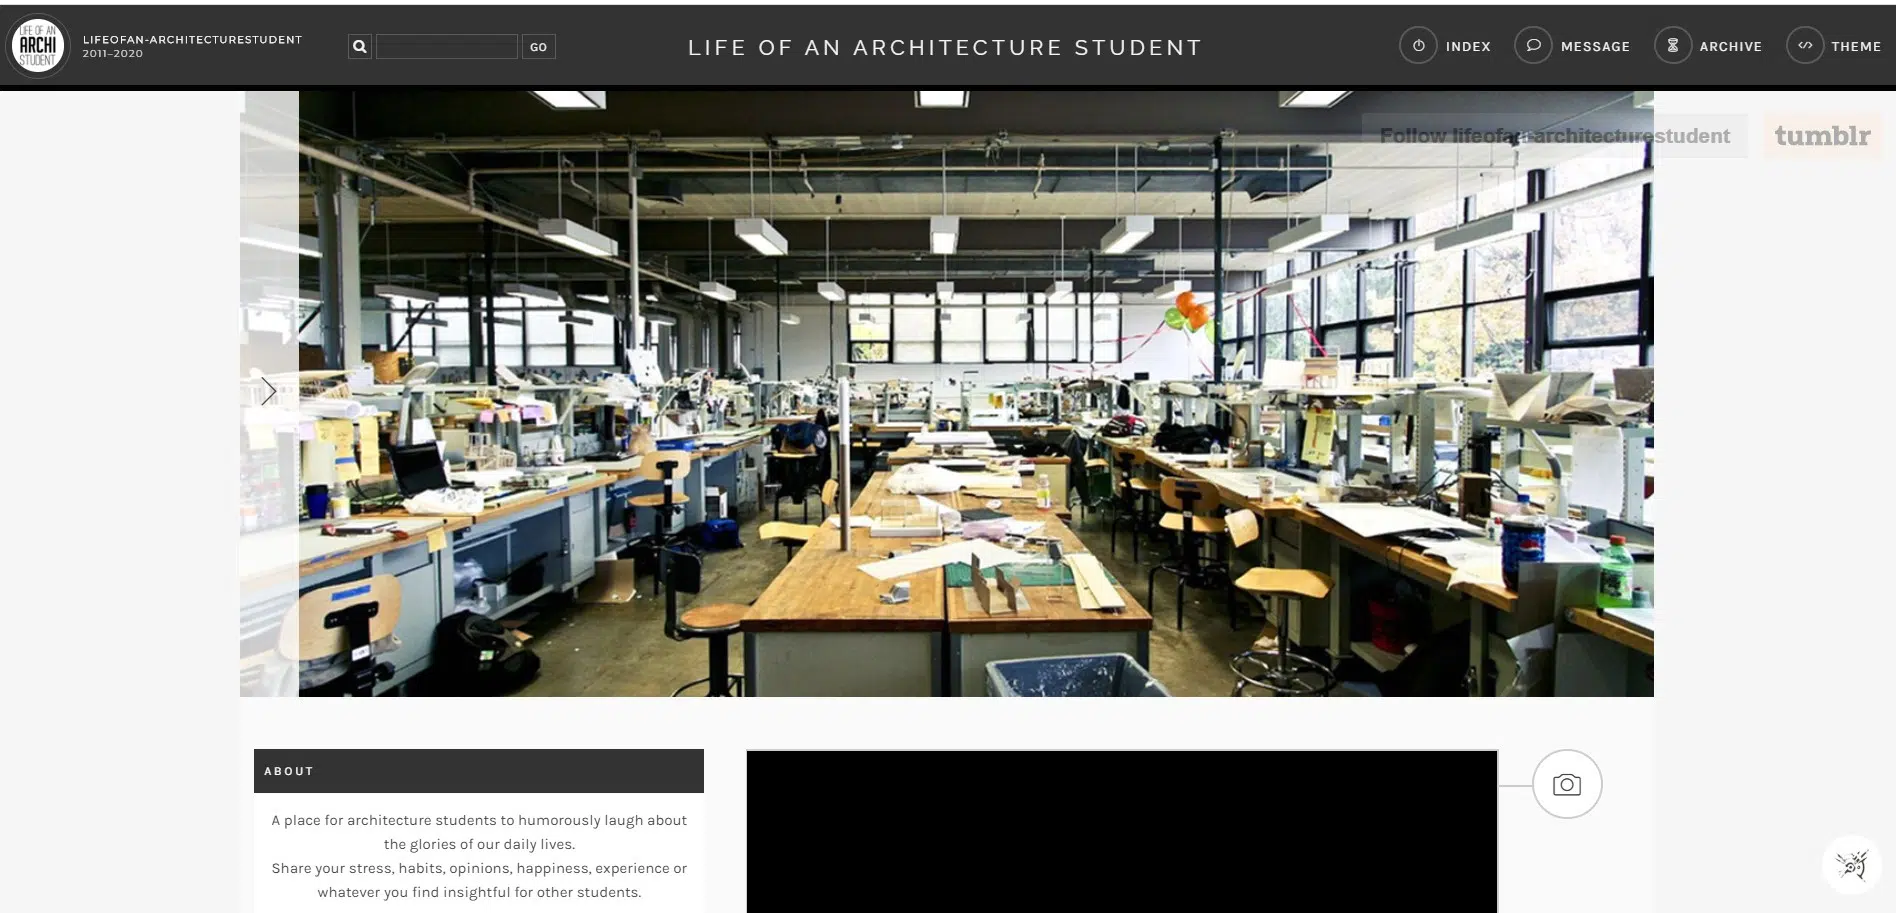 LIFE OF AN
ARCHI
STUDENT
LIFEOFAN-ARCHITECTURESTUDENT
2011-2020
GO
LIFE OF AN ARCHITECTURE STUDENT
INDEX
MESSAGE
ARCHIVE
THEME
Follow lifeofan-architecturestudent
tumblr
pepsi
ABOUT
A place for architecture students to humorously laugh about
the glories of our daily lives.
Share your stress, habits, opinions, happiness, experience or
whatever you find insightful for other students.